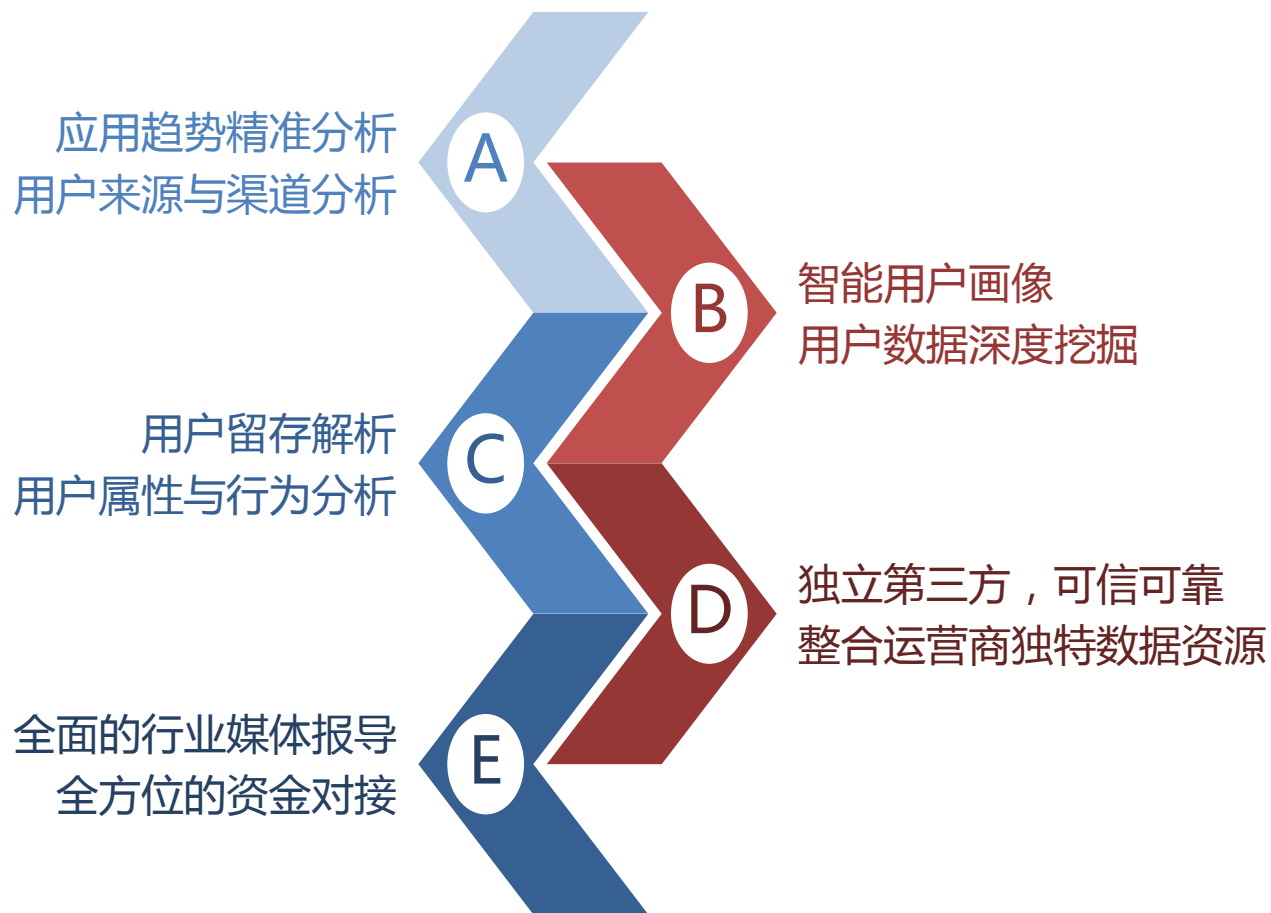 A
应用趋势精准分析
用户来源与渠道分析
B
智能用户画像
用户数据深度挖掘
C
用户留存解析
用户属性与行为分析
D
独立第三方，可信可靠
整合运营商独特数据资源
E
全面的行业媒体报导
全方位的资金对接